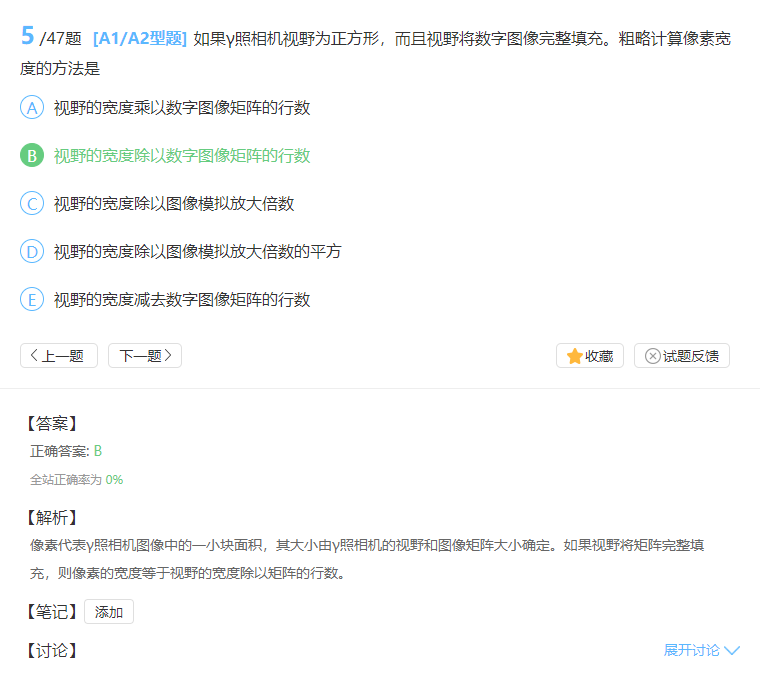 5 /47题 [A1/A2型题] 如果γ照相机视野为正方形，而且视野将数字图像完整填充。粗略计算像素宽
度的方法是
A 视野的宽度乘以数字图像矩阵的行数
B 视野的宽度除以数字图像矩阵的行数
C 视野的宽度除以图像模拟放大倍数
D 视野的宽度除以图像模拟放大倍数的平方
E 视野的宽度减去数字图像矩阵的行数
上一题 下一题 收藏 试题反馈
【答案】
正确答案: B
全站正确率为 0%
【解析】
像素代表γ照相机图像中的一小块面积，其大小由γ照相机的视野和图像矩阵大小确定。如果视野将矩阵完整填
充，则像素的宽度等于视野的宽度除以矩阵的行数。
【笔记】 添加
【讨论】 展开讨论